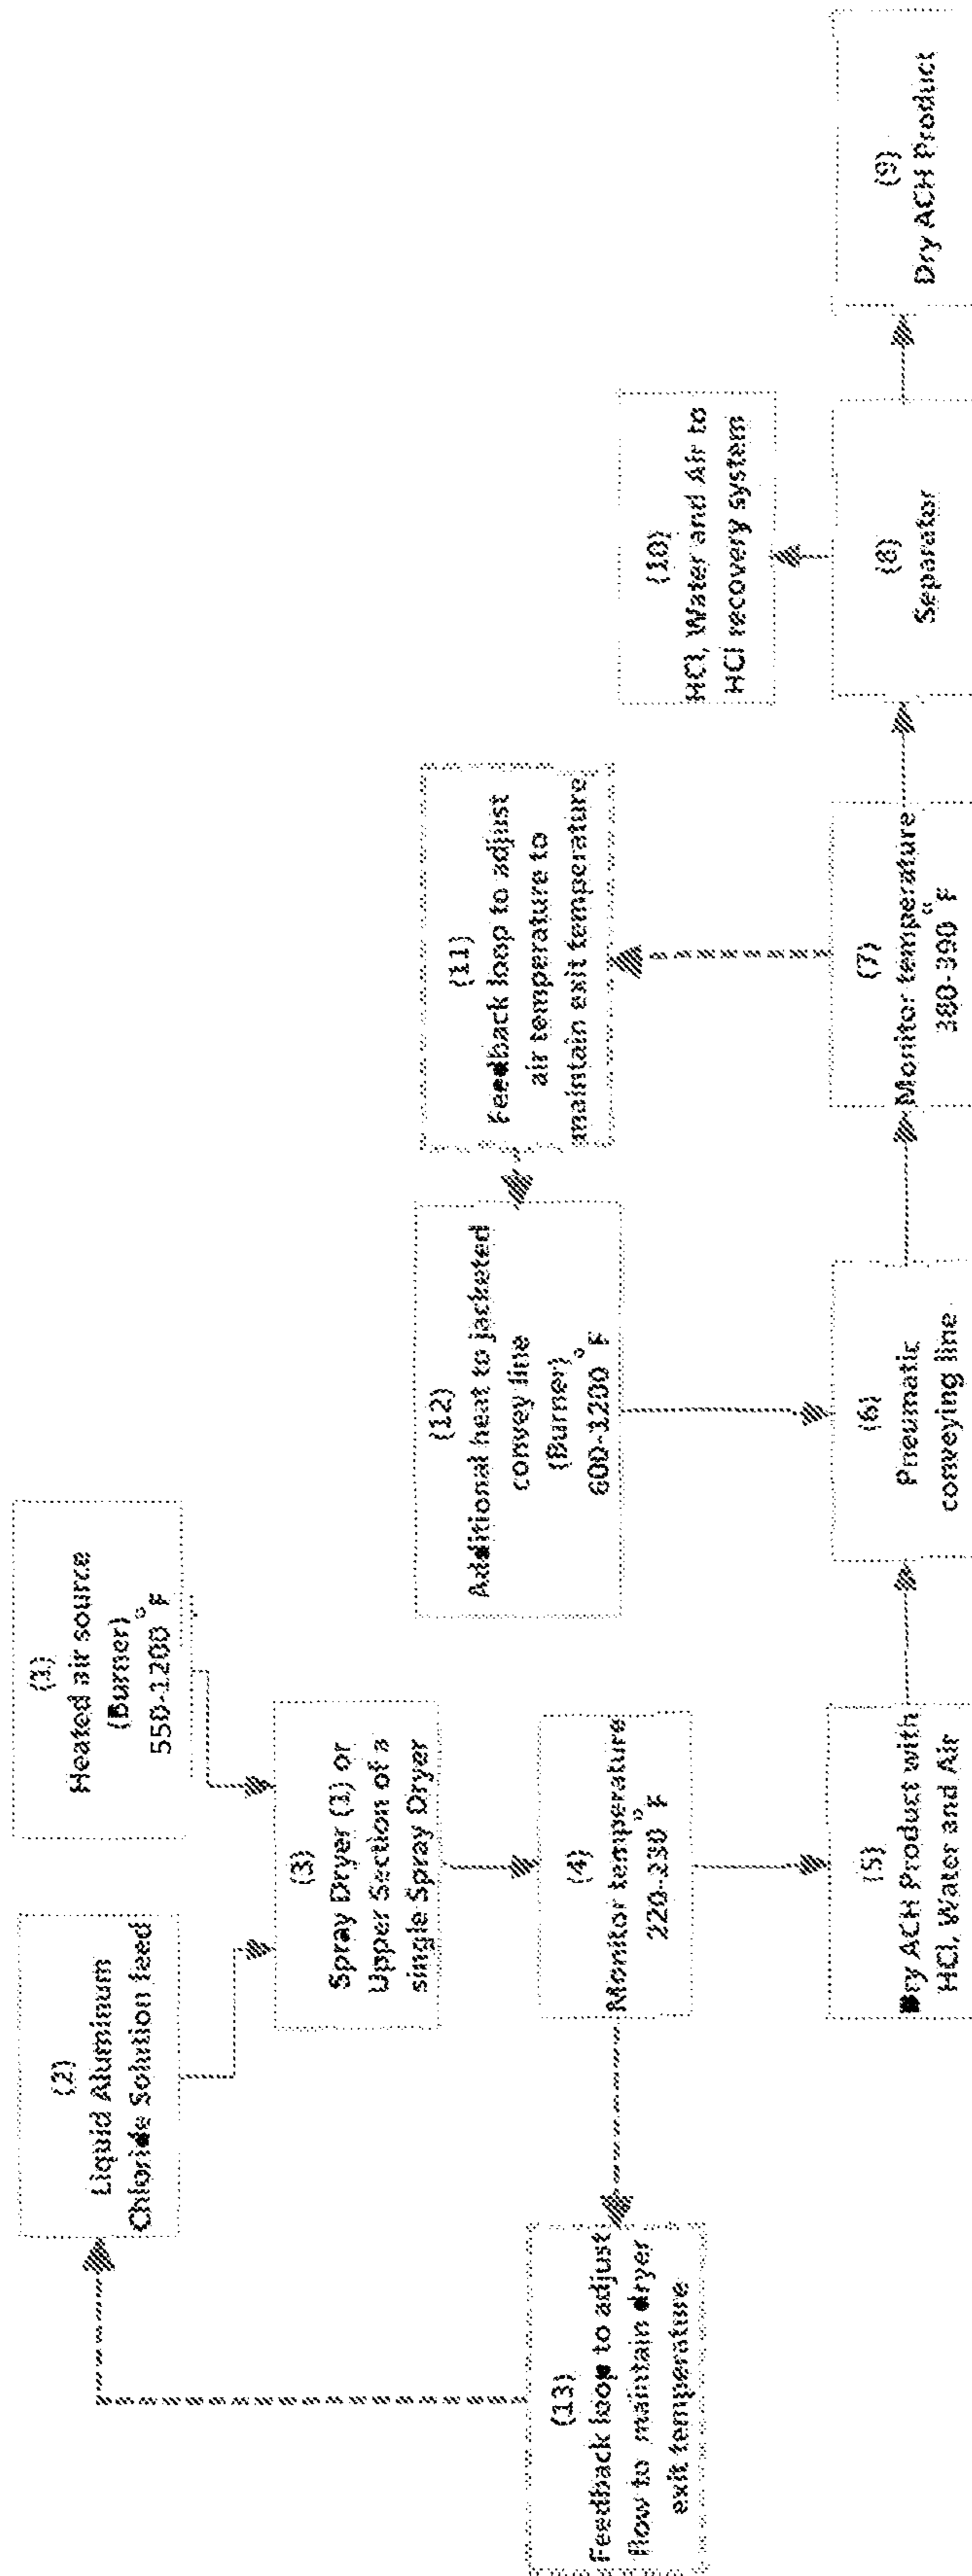 (1)
Heated air source
(Burner)
550-1200 °F
(2)
Liquid Aluminum
Chloride Solution feed
(3)
Spray Dryer (1) or
Upper Section of a
single Spray Dryer
(4)
Monitor temperature
220-230 °F
(13)
Feedback loop to adjust
flow to maintain dryer
exit temperature
(5)
Dry ACH Product with
HCl, Water and Air
(6)
Pneumatic
conveying line
(12)
Additional heat to jacketed
convey line
(Burner)
600-1200 °F
(11)
Feedback loop to adjust
air temperature to
maintain exit temperature
(7)
Monitor temperature
380-390 °F
(8)
Separator
(10)
HCl, Water and Air to
HCl recovery system
(9)
Dry ACH Product